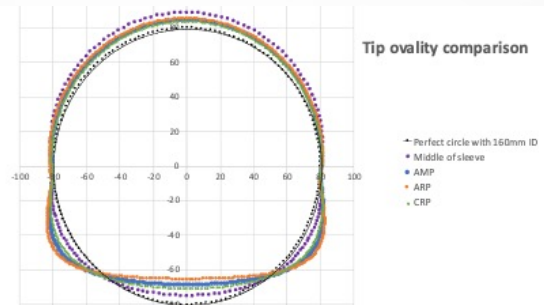 Tip ovality comparison
80
60
40
20
0
-100 -80 -60 -40 -20 0 20 40 60 80 100
-20
-40
-60
-80
Perfect circle with 160mm ID
Middle of sleeve
AMP
ARP
CRP